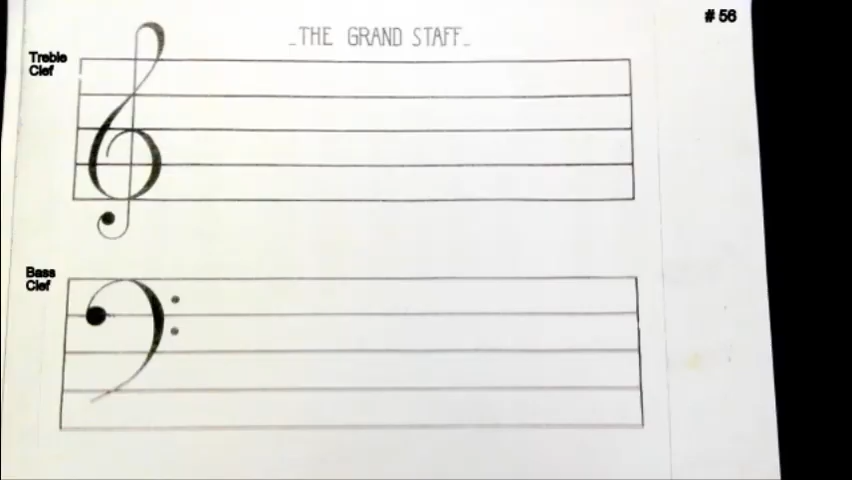 # 56
_THE GRAND STAFF_
Treble
Clef
Bass
Clef